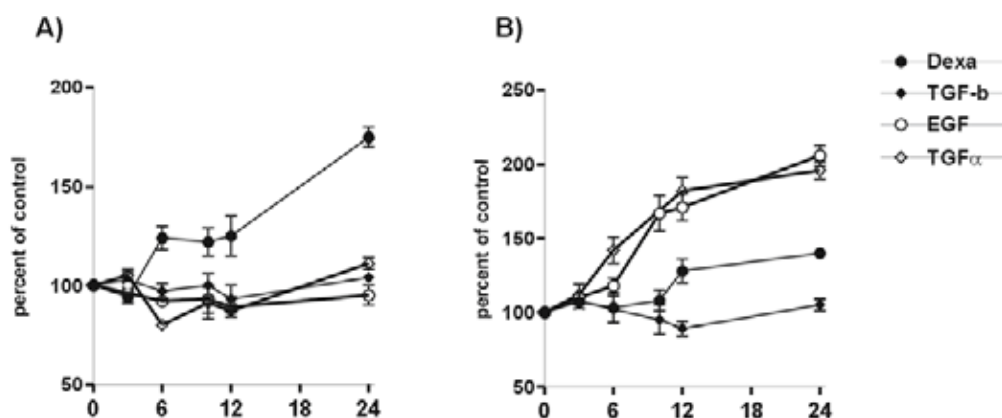 A)
200
150
100
50
percent of control
0 6 12 18 24
B)
250
200
150
100
50
percent of control
0 6 12 18 24
Dexa
TGF-b
EGF
TGFα